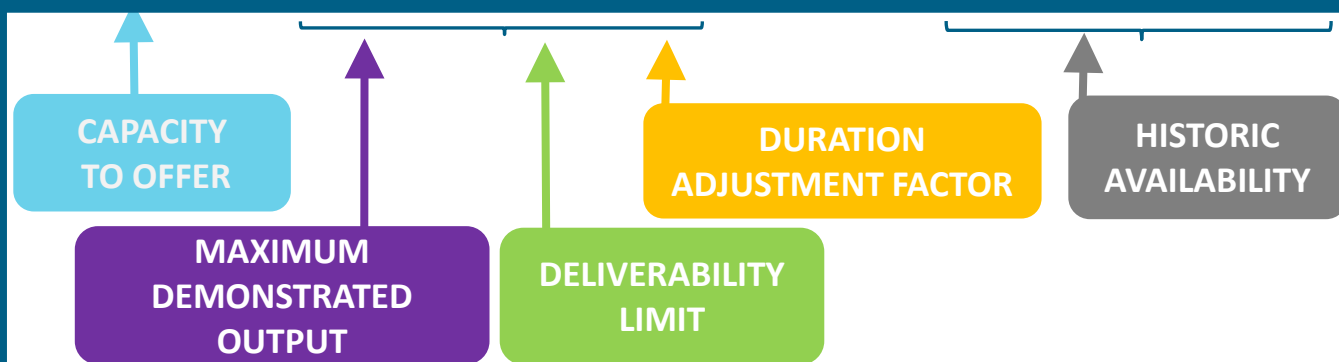 CAPACITY
TO OFFER
DURATION
ADJUSTMENT FACTOR
HISTORIC
AVAILABILITY
MAXIMUM
DEMONSTRATED
OUTPUT
DELIVERABILITY
LIMIT